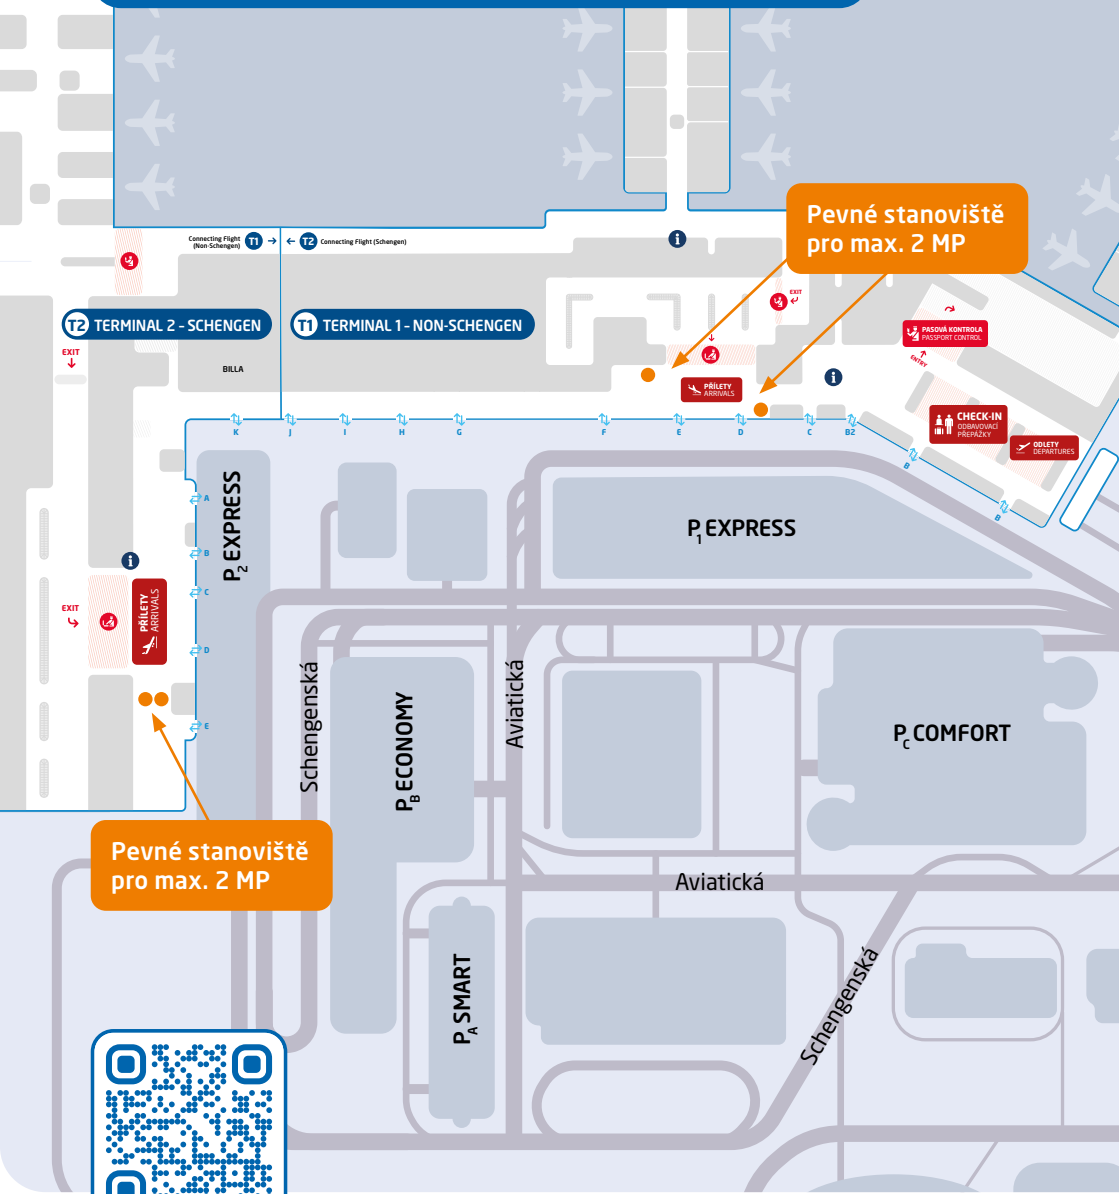 Pevné stanoviště
pro max. 2 MP
Connecting Flight
(Non-Schengen)
T1
T2
Connecting Flight (Schengen)
i
EXIT
T2 TERMINAL 2 – SCHENGEN
T1 TERMINAL 1 – NON-SCHENGEN
PASOVÁ KONTROLA
PASSPORT CONTROL
ENTRY
EXIT
BILLA
i
PŘÍLETY
ARRIVALS
CHECK-IN
ODBAVOVACÍ
PŘEPÁŽKY
ODLETY
DEPARTURES
K
J
I
H
G
F
E
D
C
B2
B
B
A
B
C
D
E
P2 EXPRESS
P1 EXPRESS
i
EXIT
PŘÍLETY
ARRIVALS
Schengenská
PB ECONOMY
Aviatická
PC COMFORT
Pevné stanoviště
pro max. 2 MP
Aviatická
PA SMART
Schengenská